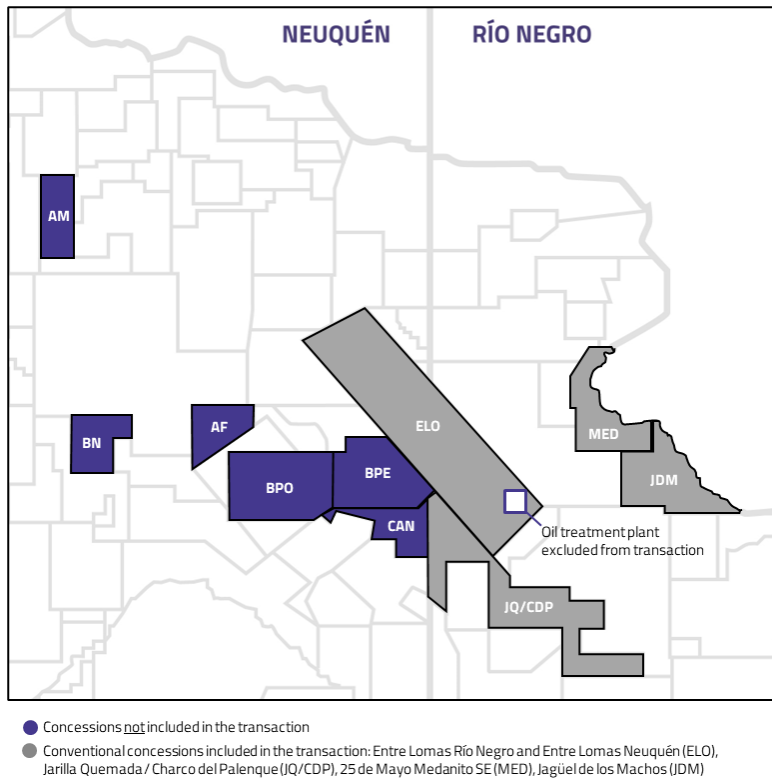 NEUQUÉN RÍO NEGRO
AM
ELO
AF
BN
MED
BPE
JDM
BPO
CAN
Oil treatment plant
excluded from transaction
JQ/CDP
Concessions not included in the transaction
Conventional concessions included in the transaction: Entre Lomas Río Negro and Entre Lomas Neuquén (ELO),
Jarilla Quemada / Charco del Palenque (JQ/CDP), 25 de Mayo Medanito SE (MED), Jagüel de los Machos (JDM)